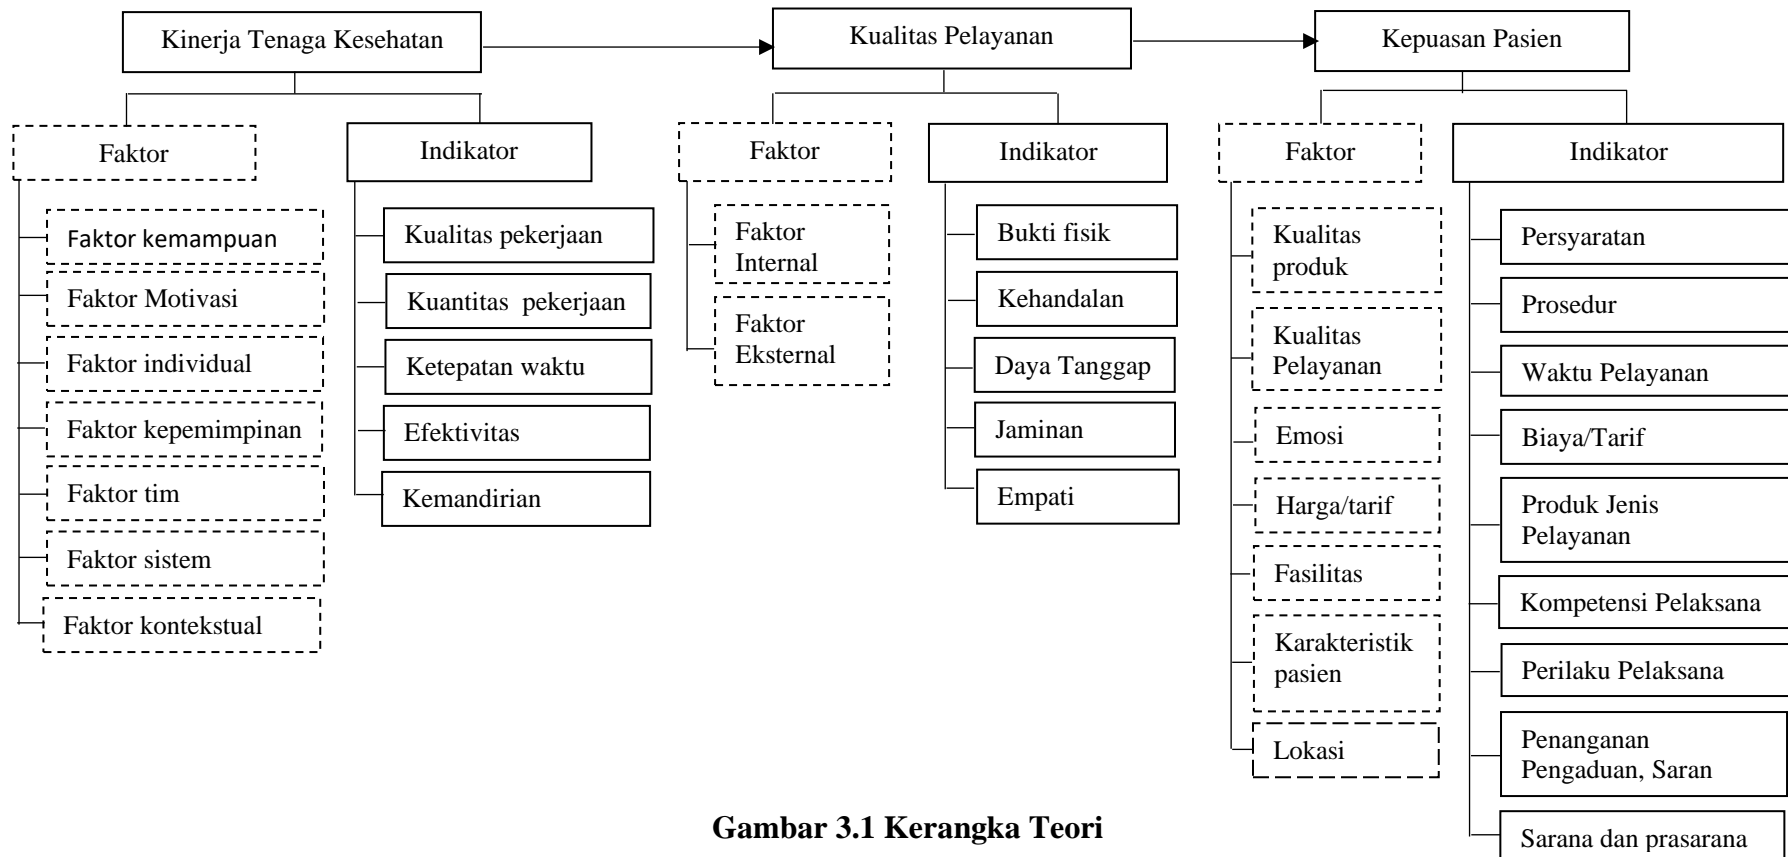 Kinerja Tenaga Kesehatan
Kualitas Pelayanan
Kepuasan Pasien
Faktor
Indikator
Faktor
Indikator
Faktor
Indikator
Faktor kemampuan
Faktor Motivasi
Faktor individual
Faktor kepemimpinan
Faktor tim
Faktor sistem
Faktor kontekstual
Kualitas pekerjaan
Kuantitas pekerjaan
Ketepatan waktu
Efektivitas
Kemandirian
Faktor
Internal
Faktor
Eksternal
Bukti fisik
Kehandalan
Daya Tanggap
Jaminan
Empati
Kualitas
produk
Kualitas
Pelayanan
Emosi
Harga/tarif
Fasilitas
Karakteristik
pasien
Lokasi
Persyaratan
Prosedur
Waktu Pelayanan
Biaya/Tarif
Produk Jenis
Pelayanan
Kompetensi Pelaksana
Perilaku Pelaksana
Penanganan
Pengaduan, Saran
Sarana dan prasarana
Gambar 3.1 Kerangka Teori